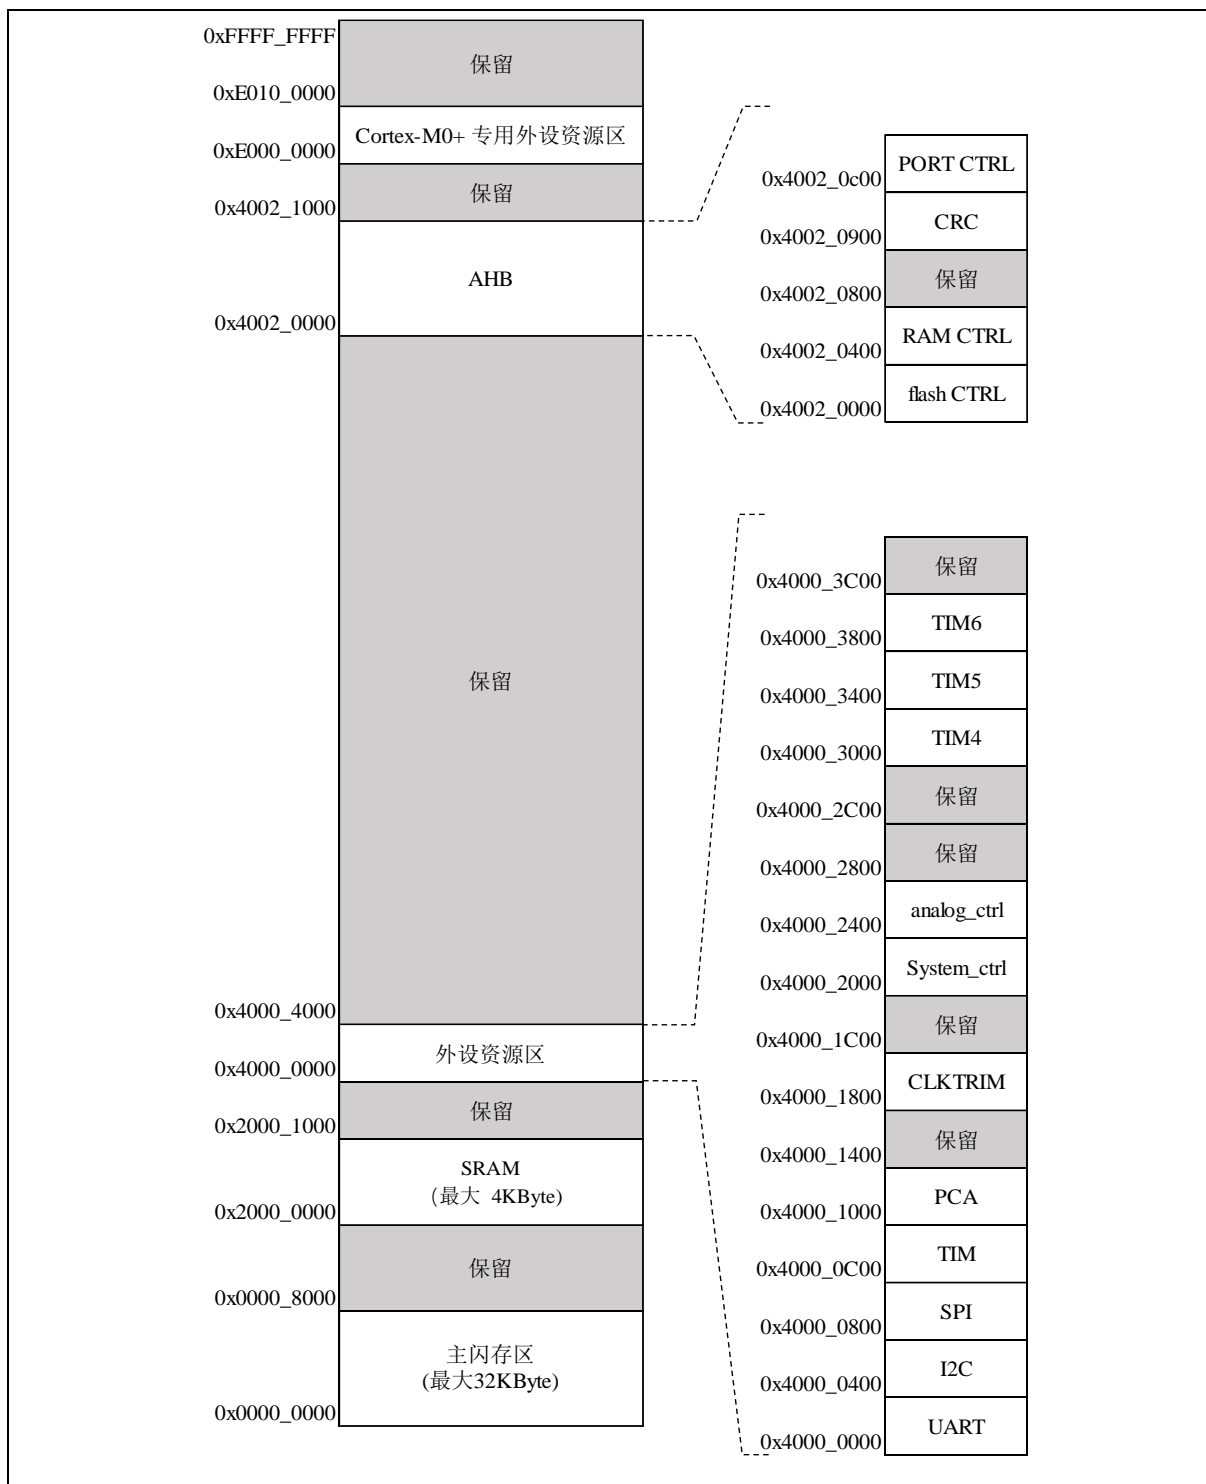 0xFFFF_FFFF
保留
0xE010_0000
Cortex-M0+ 专用外设资源区
0xE000_0000
保留
0x4002_1000
AHB
0x4002_0000
保留
0x4000_4000
外设资源区
0x4000_0000
保留
0x2000_1000
SRAM
(最大 4KByte)
0x2000_0000
保留
0x0000_8000
主闪存区
(最大32KByte)
0x0000_0000
PORT CTRL
0x4002_0c00
CRC
0x4002_0900
保留
0x4002_0800
RAM CTRL
0x4002_0400
flash CTRL
0x4002_0000
保留
0x4000_3C00
TIM6
0x4000_3800
TIM5
0x4000_3400
TIM4
0x4000_3000
保留
0x4000_2C00
保留
0x4000_2800
analog_ctrl
0x4000_2400
System_ctrl
0x4000_2000
保留
0x4000_1C00
CLKTRIM
0x4000_1800
保留
0x4000_1400
PCA
0x4000_1000
TIM
0x4000_0C00
SPI
0x4000_0800
I2C
0x4000_0400
UART
0x4000_0000